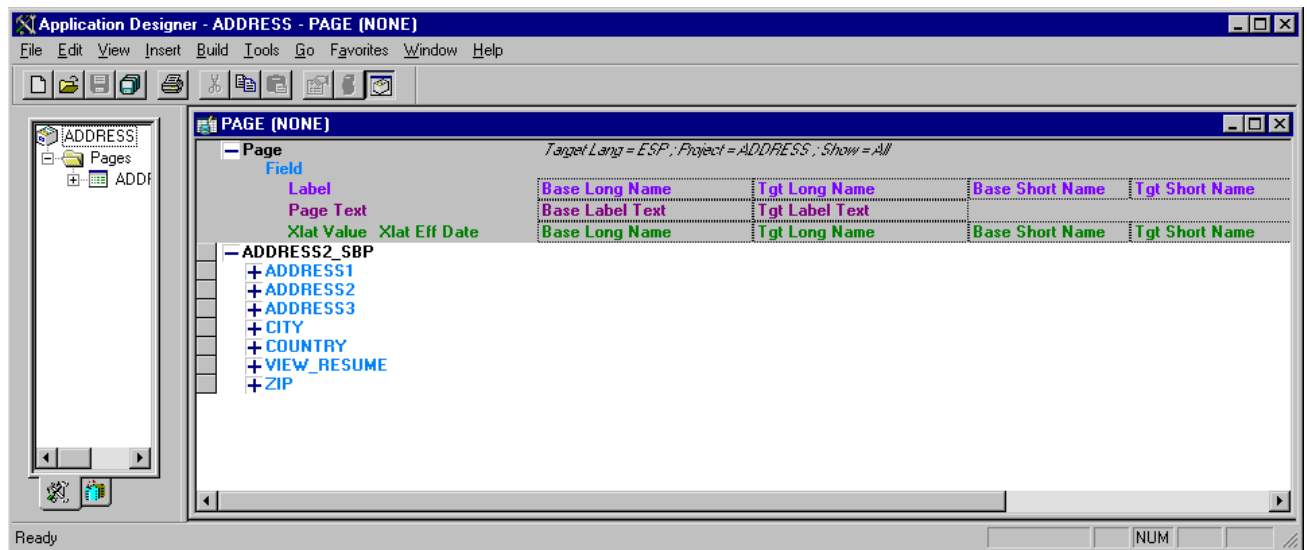 Application Designer - ADDRESS - PAGE (NONE)
File Edit View Insert Build Tools Go Favorites Window Help
ADDRESS
Pages
ADDF
PAGE (NONE)
Page Target Lang = ESP ; Project = ADDRESS ; Show = All
Field
Label Base Long Name Tgt Long Name Base Short Name Tgt Short Name
Page Text Base Label Text Tgt Label Text
Xlat Value Xlat Eff Date Base Long Name Tgt Long Name Base Short Name Tgt Short Name
ADDRESS2_SBP
ADDRESS1
ADDRESS2
ADDRESS3
CITY
COUNTRY
VIEW_RESUME
ZIP
Ready NUM